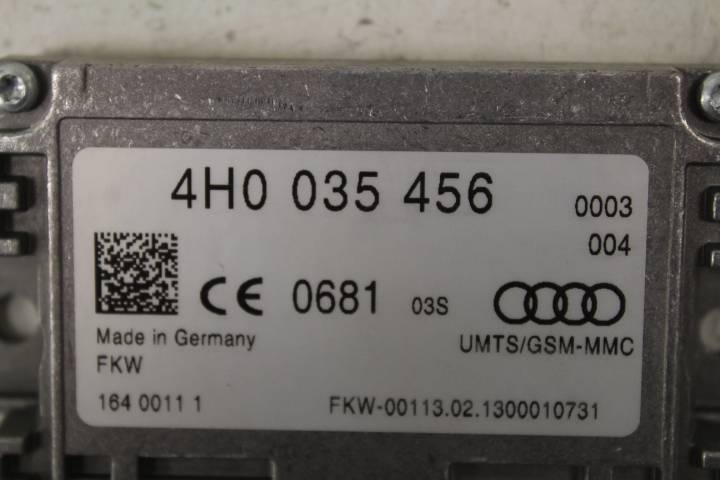 4H0 035 456 0003
004
CE 0681 03S
Made in Germany UMTS/GSM-MMC
FKW
164 0011 1 FKW-00113.02.1300010731